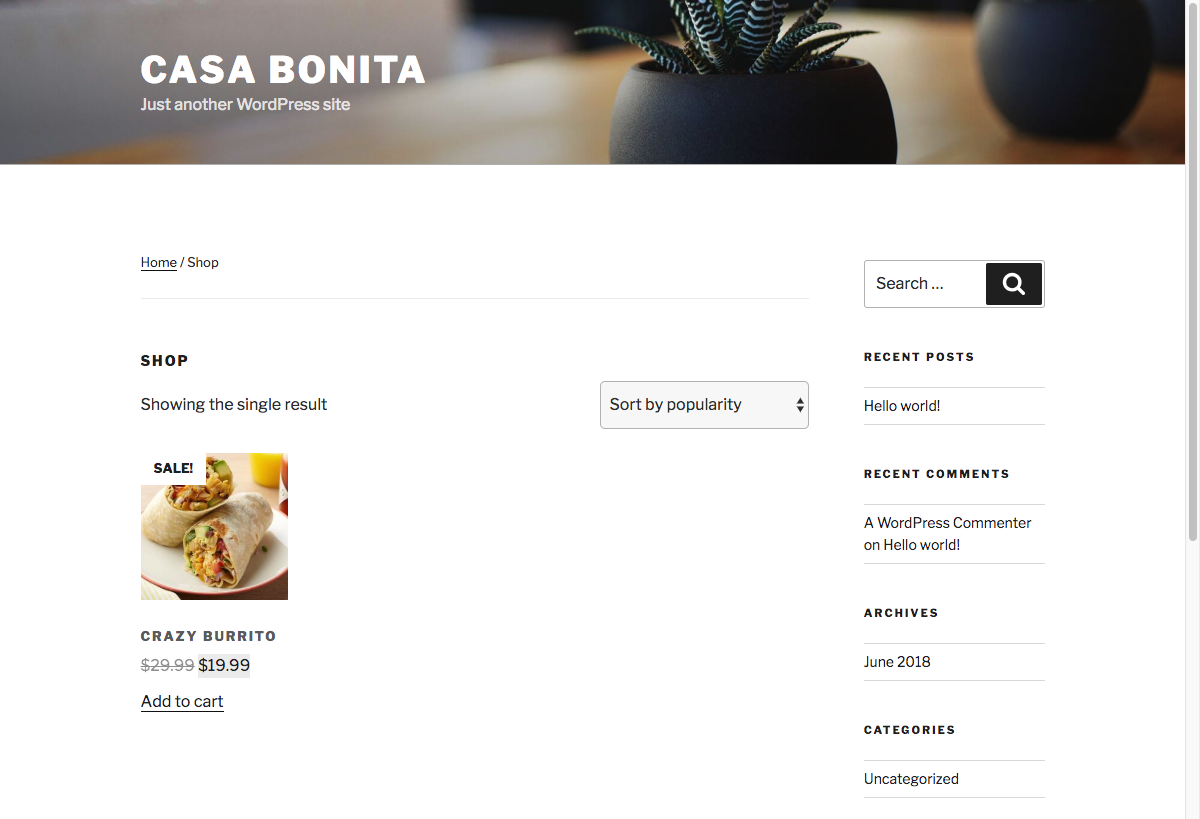 CASA BONITA
Just another WordPress site
Home / Shop
SHOP
Showing the single result
Sort by popularity
SALE!
CRAZY BURRITO
$29.99 $19.99
Add to cart
Search …
RECENT POSTS
Hello world!
RECENT COMMENTS
A WordPress Commenter
on Hello world!
ARCHIVES
June 2018
CATEGORIES
Uncategorized